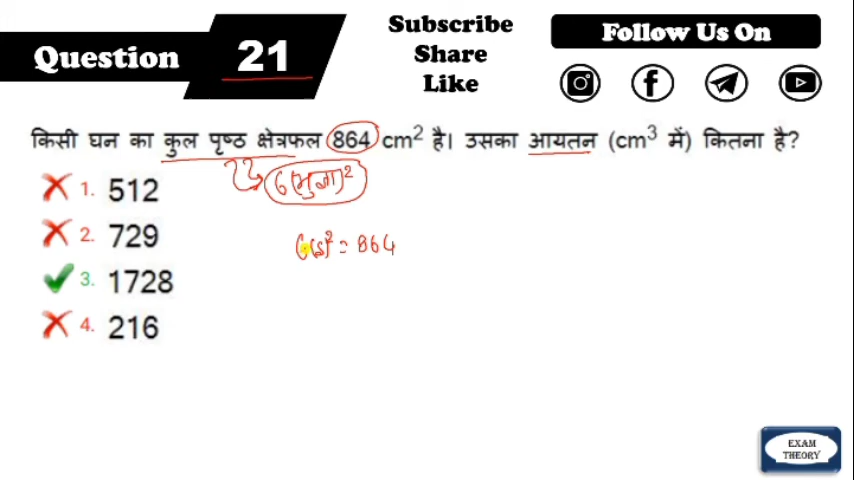 Question 21
Subscribe
Share
Like
Follow Us On
किसी घन का कुल पृष्ठ क्षेत्रफल 864 cm² है। उसका आयतन (cm³ में) कितना है?
6(भुजा)²
1. 512
2. 729
6(s)² = 864
3. 1728
4. 216
EXAM
THEORY